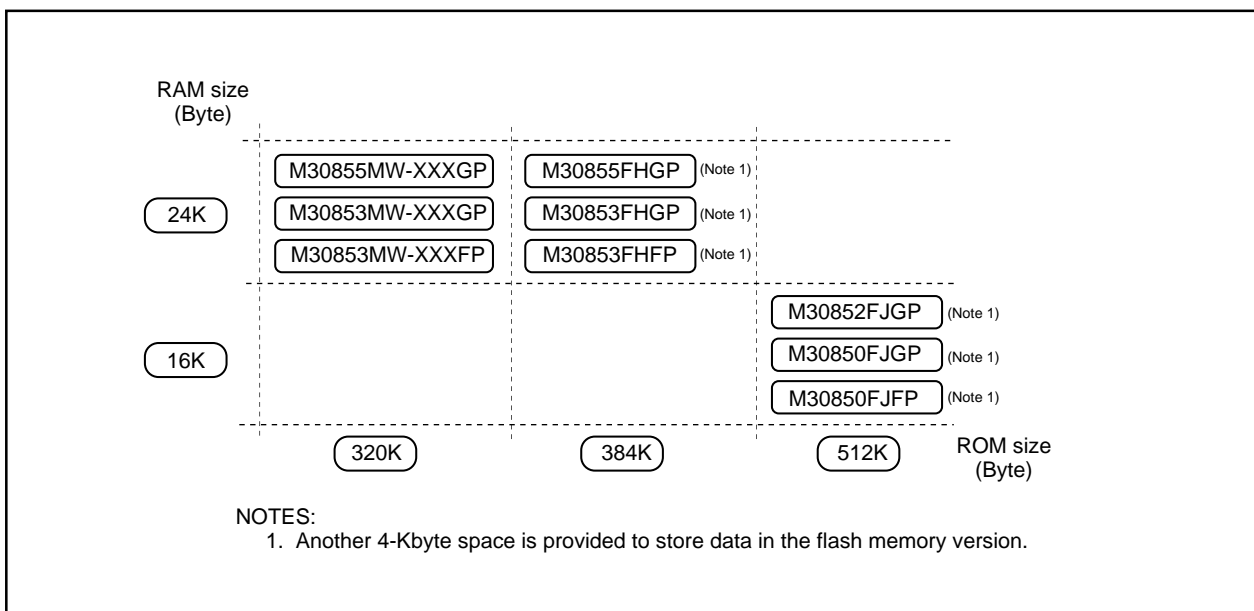 RAM size
(Byte)
M30855MW-XXXGP
M30855FHGP (Note 1)
24K
M30853MW-XXXGP
M30853FHGP (Note 1)
M30853MW-XXXFP
M30853FHFP (Note 1)
M30852FJGP (Note 1)
16K
M30850FJGP (Note 1)
M30850FJFP (Note 1)
320K
384K
512K
ROM size
(Byte)
NOTES:
1. Another 4-Kbyte space is provided to store data in the flash memory version.